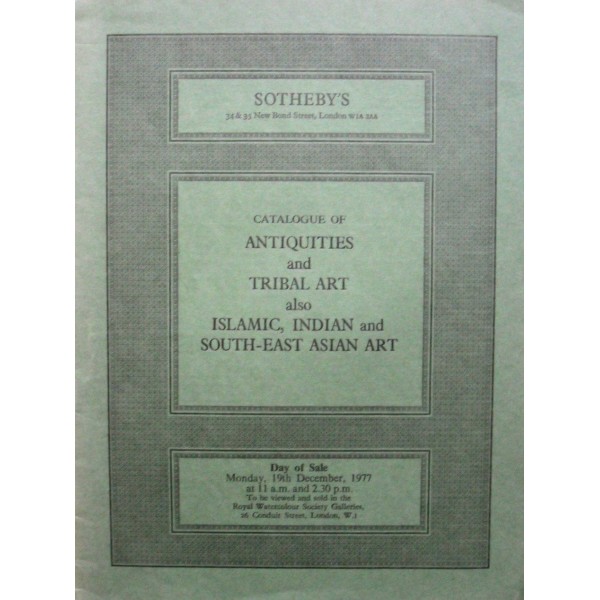 SOTHEBY'S
34 & 35 New Bond Street, London W1A 2AA
CATALOGUE OF
ANTIQUITIES
and
TRIBAL ART
also
ISLAMIC, INDIAN and
SOUTH-EAST ASIAN ART
Day of Sale
Monday, 19th December, 1977
at 11 a.m. and 2.30 p.m.
To be viewed and sold in the
Royal Watercolour Society Galleries,
26 Conduit Street, London, W.1